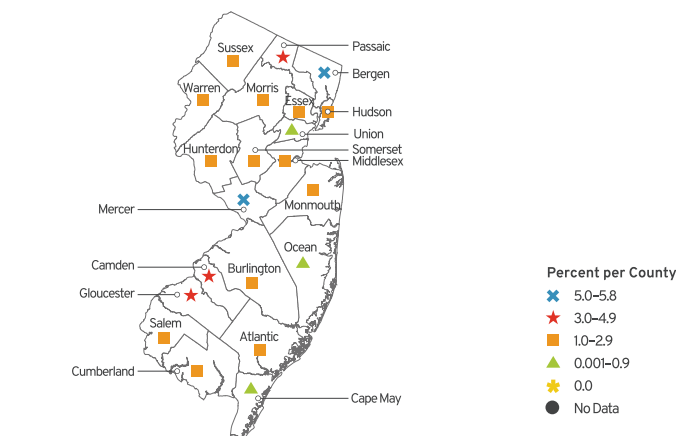 Passaic
Sussex
Bergen
Warren
Morris
Essex
Hudson
Union
Hunterdon
Somerset
Middlesex
Monmouth
Mercer
Ocean
Camden
Burlington
Gloucester
Salem
Atlantic
Cumberland
Cape May
Percent per County
5.0–5.8
3.0–4.9
1.0–2.9
0.001–0.9
0.0
No Data